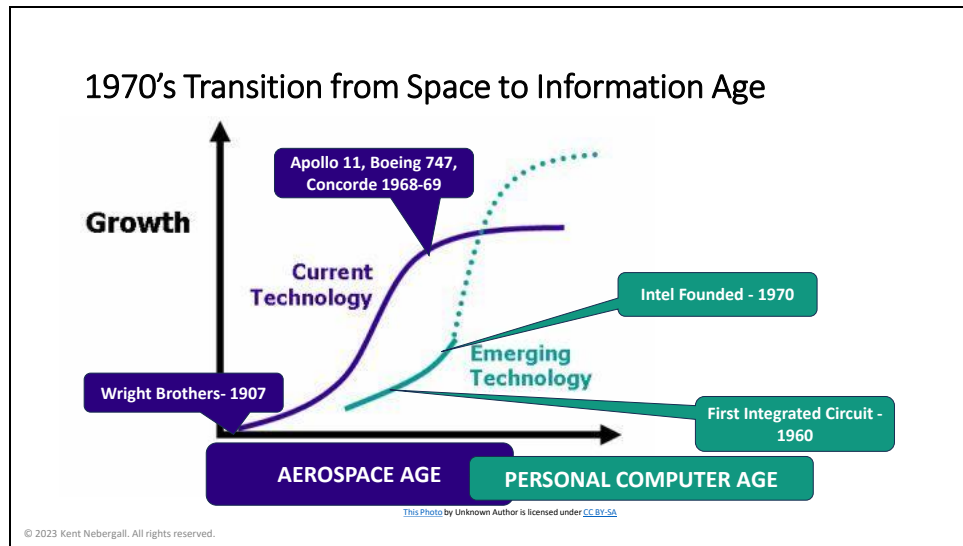 1970’s Transition from Space to Information Age
Apollo 11, Boeing 747,
Concorde 1968-69
Growth
Current
Technology
Intel Founded - 1970
Emerging
Technology
Wright Brothers- 1907
First Integrated Circuit -
1960
AEROSPACE AGE
PERSONAL COMPUTER AGE
This Photo by Unknown Author is licensed under CC BY-SA
© 2023 Kent Nebergall. All rights reserved.